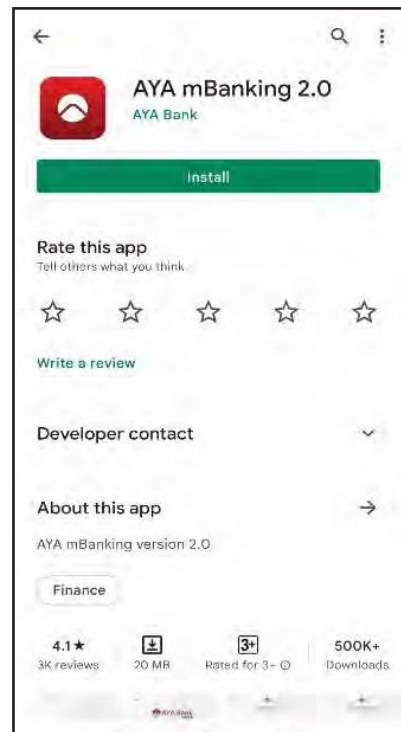 AYA mBanking 2.0
AYA Bank
Install
Rate this app
Tell others what you think
Write a review
Developer contact
About this app
AYA mBanking version 2.0
Finance
4.1★ 3+ 500K+
3K reviews 20 MB Rated for 3+ Downloads
AYA Bank